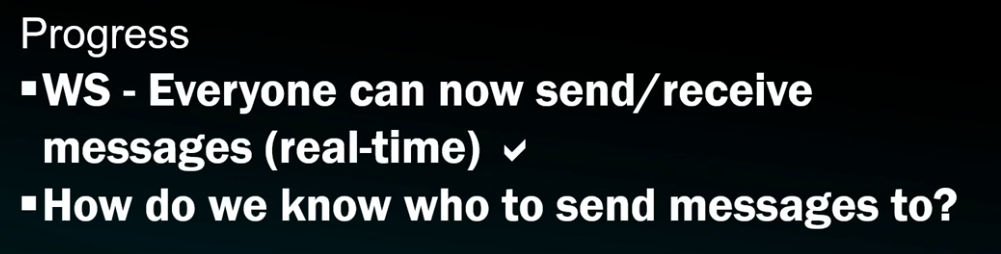 Progress
▪WS - Everyone can now send/receive
messages (real-time) ✓
▪How do we know who to send messages to?